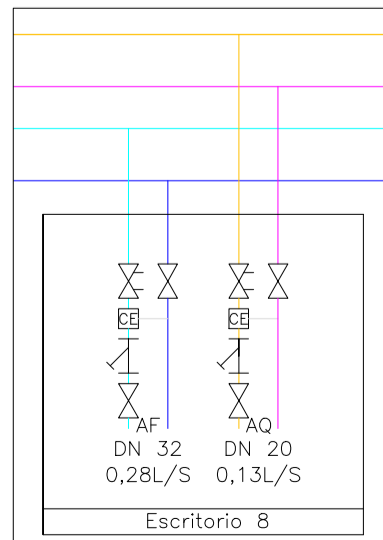 CE CE
AF AQ
DN 32 DN 20
0,28L/S 0,13L/S
Escritorio 8